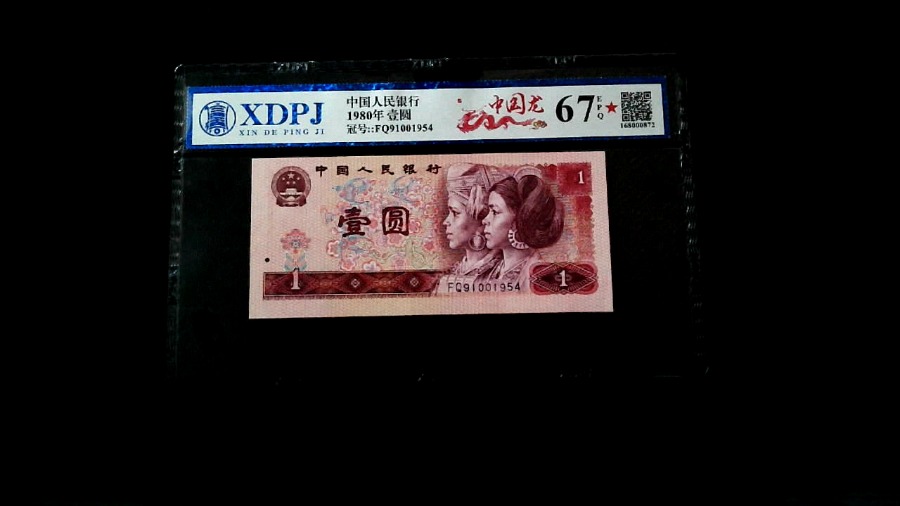 XDPJ
XIN DE PING JI
中国人民银行
1980年 壹圆
冠号::FQ91001954
中国龙
67
EPQ
168000872
中国人民银行
1
壹圆
1
FQ91001954
1